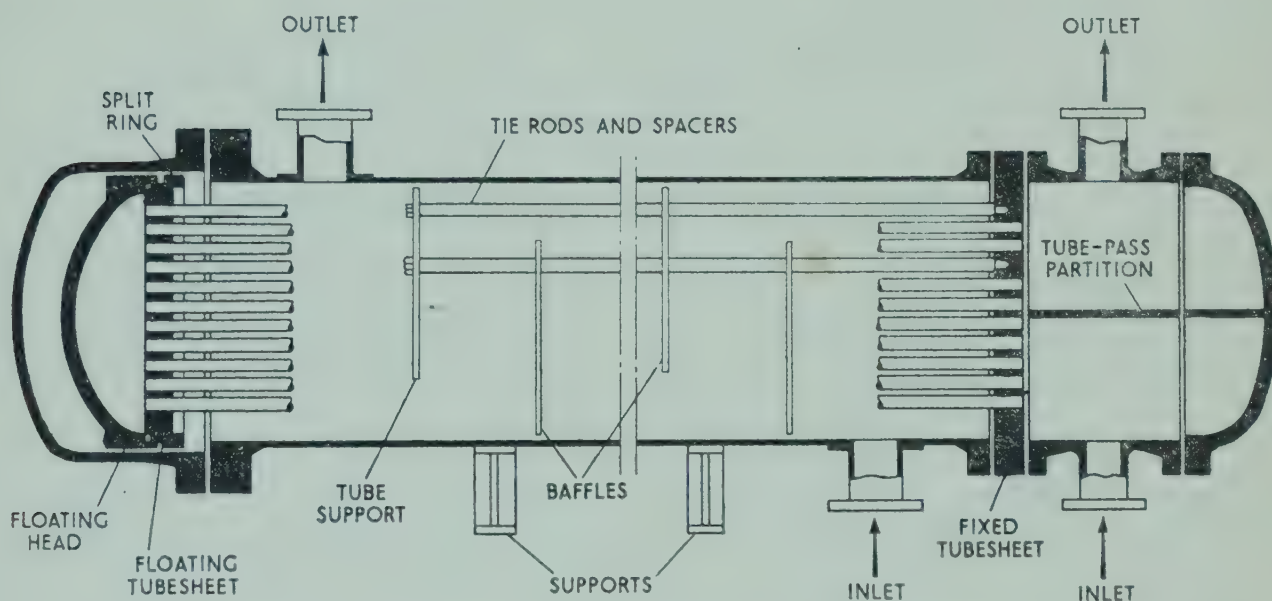 OUTLET
OUTLET
SPLIT
RING
TIE RODS AND SPACERS
TUBE-PASS
PARTITION
FLOATING
HEAD
FLOATING
TUBESHEET
TUBE
SUPPORT
BAFFLES
SUPPORTS
INLET
FIXED
TUBESHEET
INLET